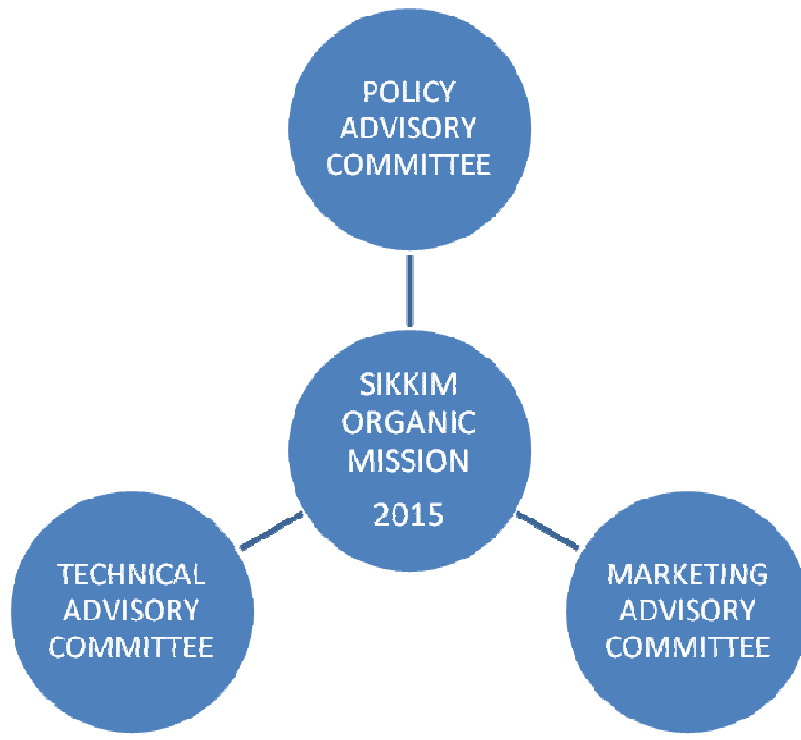 POLICY
ADVISORY
COMMITTEE
SIKKIM
ORGANIC
MISSION
2015
TECHNICAL
ADVISORY
COMMITTEE
MARKETING
ADVISORY
COMMITTEE